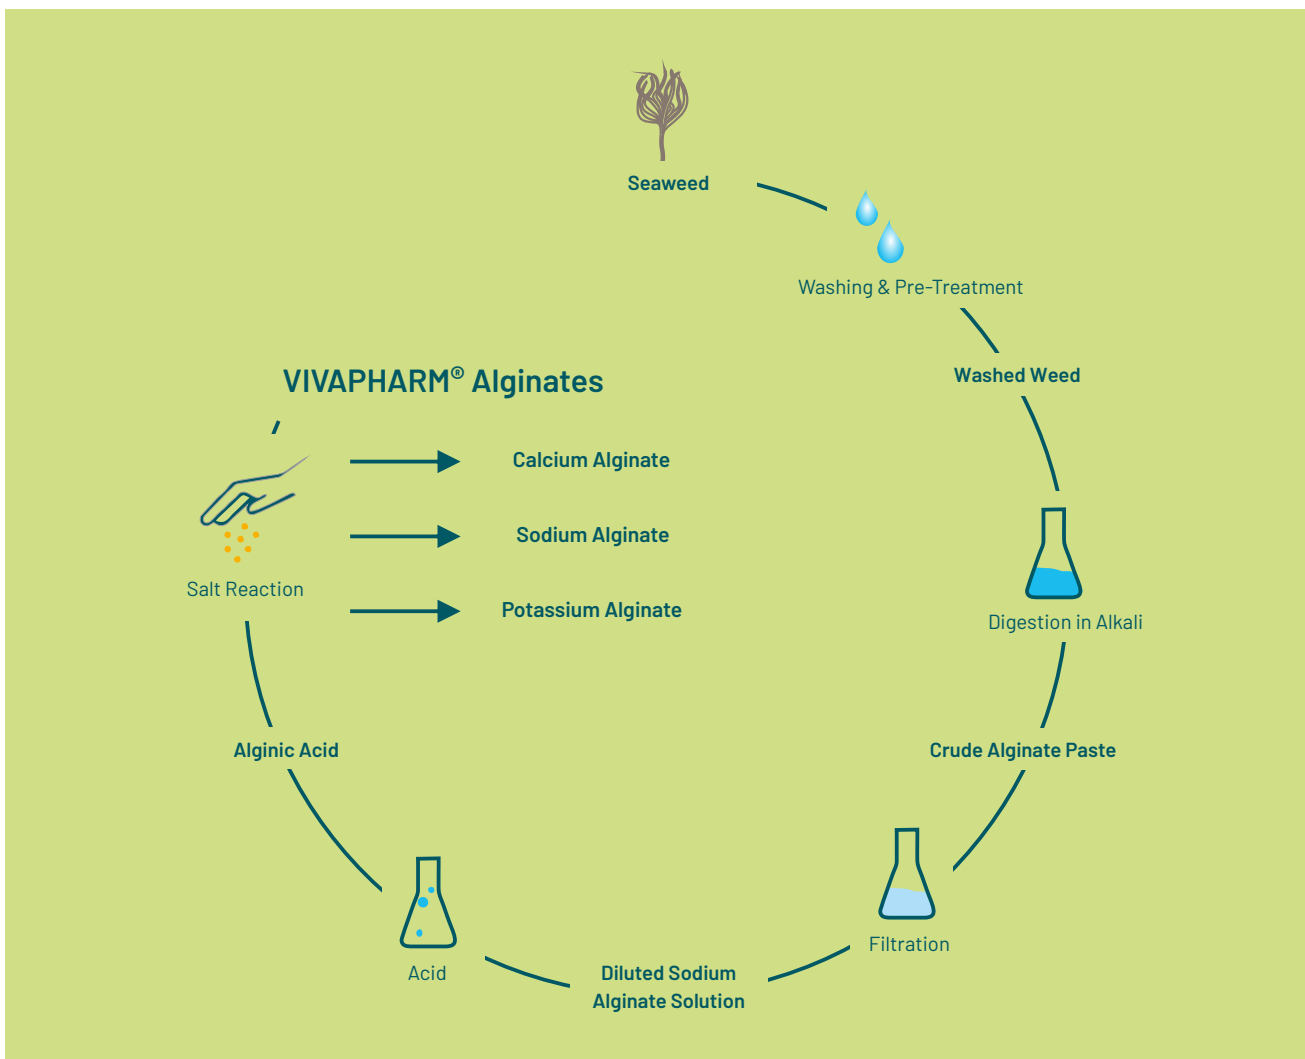 Seaweed
Washing & Pre-Treatment
Washed Weed
Digestion in Alkali
Crude Alginate Paste
Filtration
Diluted Sodium
Alginate Solution
Acid
Alginic Acid
Salt Reaction
VIVAPHARM® Alginates
Calcium Alginate
Sodium Alginate
Potassium Alginate